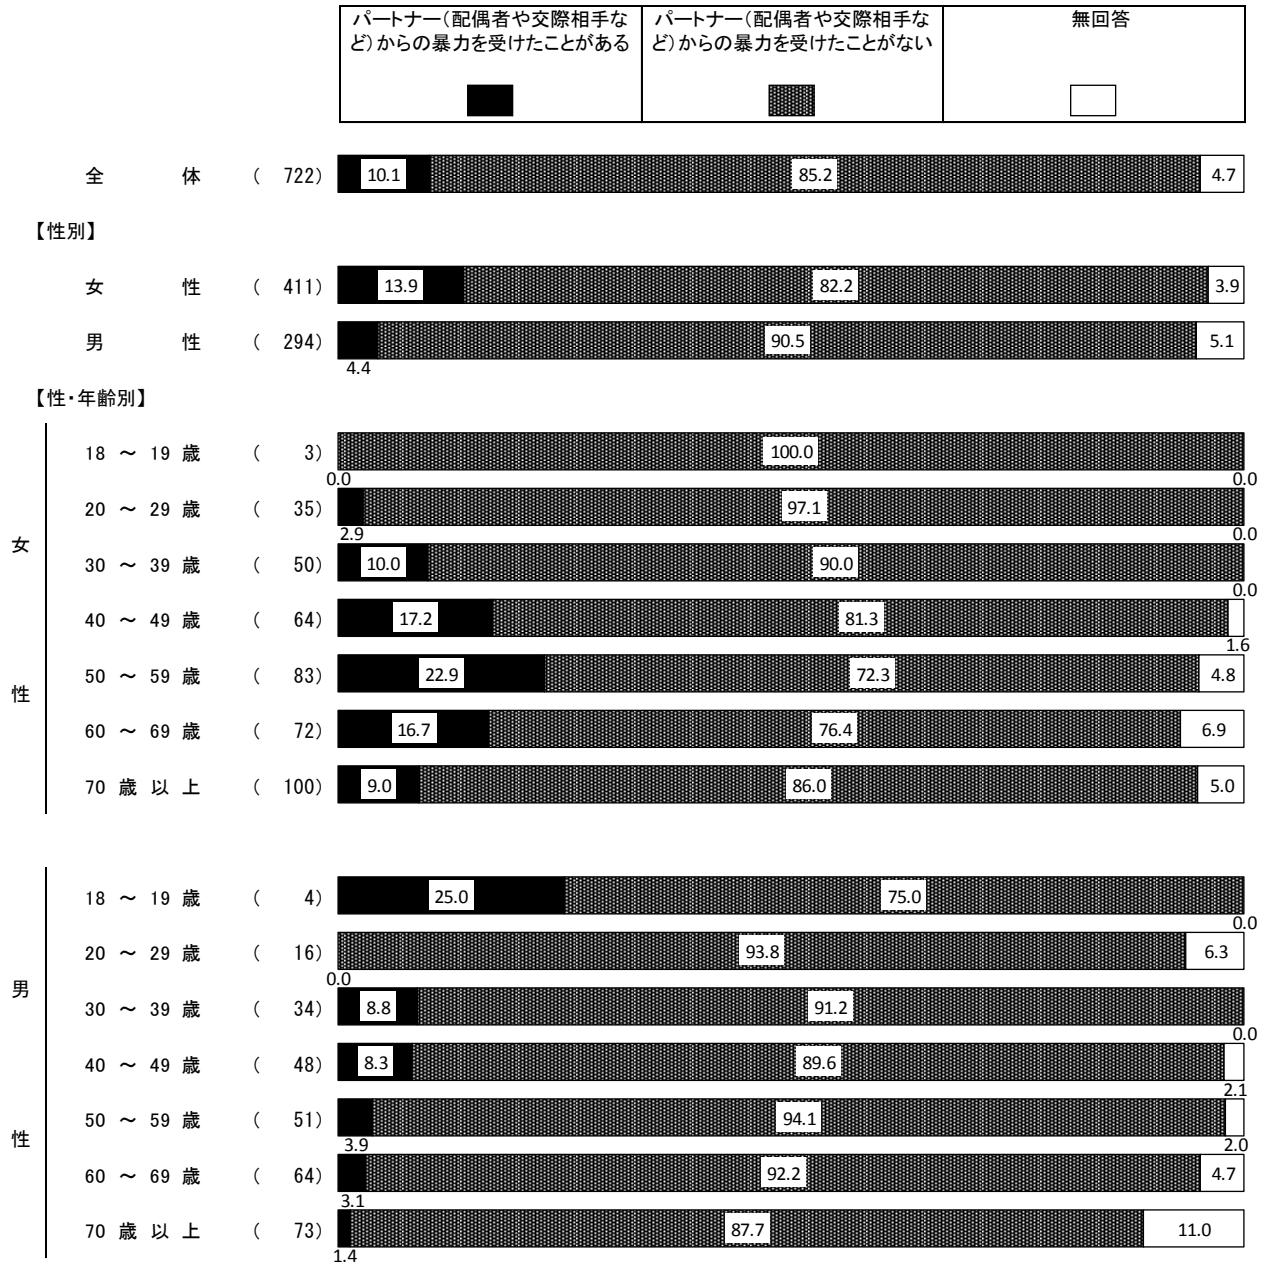 パートナー(配偶者や交際相手など)からの暴力を受けたことがある
パートナー(配偶者や交際相手など)からの暴力を受けたことがない
無回答
全 体 ( 722) 10.1 85.2 4.7
【性別】
女 性 ( 411) 13.9 82.2 3.9
男 性 ( 294) 4.4 90.5 5.1
【性・年齢別】
女性
18 ～ 19 歳 ( 3) 0.0 100.0 0.0
20 ～ 29 歳 ( 35) 2.9 97.1 0.0
30 ～ 39 歳 ( 50) 10.0 90.0 0.0
40 ～ 49 歳 ( 64) 17.2 81.3 1.6
50 ～ 59 歳 ( 83) 22.9 72.3 4.8
60 ～ 69 歳 ( 72) 16.7 76.4 6.9
70 歳 以 上 ( 100) 9.0 86.0 5.0
男性
18 ～ 19 歳 ( 4) 25.0 75.0 0.0
20 ～ 29 歳 ( 16) 0.0 93.8 6.3
30 ～ 39 歳 ( 34) 8.8 91.2 0.0
40 ～ 49 歳 ( 48) 8.3 89.6 2.1
50 ～ 59 歳 ( 51) 3.9 94.1 2.0
60 ～ 69 歳 ( 64) 3.1 92.2 4.7
70 歳 以 上 ( 73) 1.4 87.7 11.0